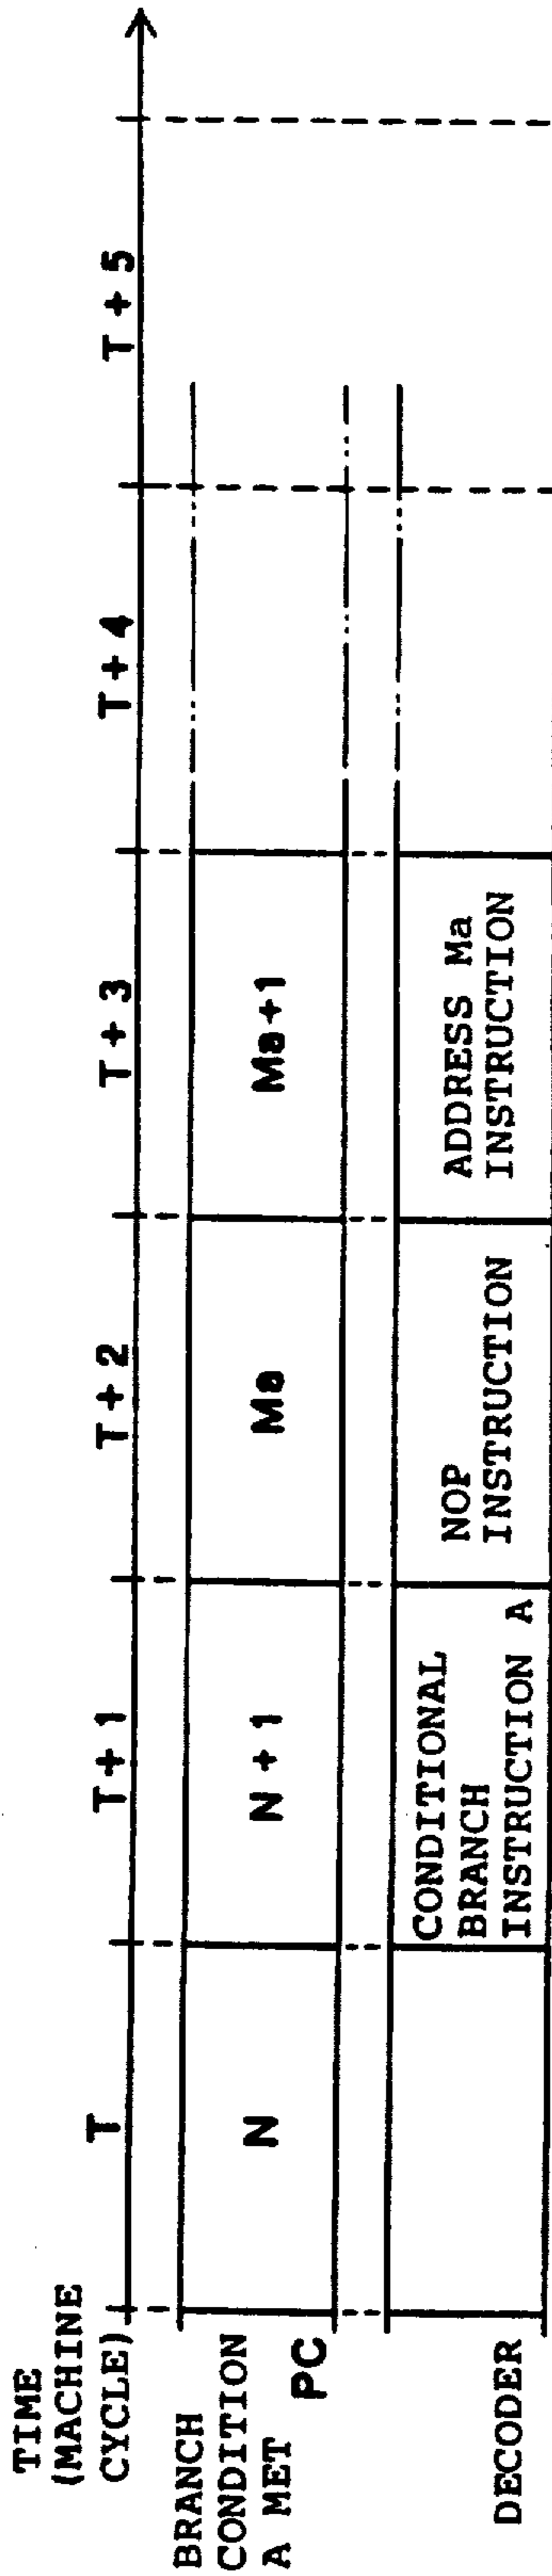 TIME
(MACHINE
CYCLE)
T
T+1
T+2
T+3
T+4
T+5
BRANCH
CONDITION
A MET
PC
N
N+1
Ma
Ma+1
DECODER
CONDITIONAL
BRANCH
INSTRUCTION A
NOP
INSTRUCTION
ADDRESS Ma
INSTRUCTION